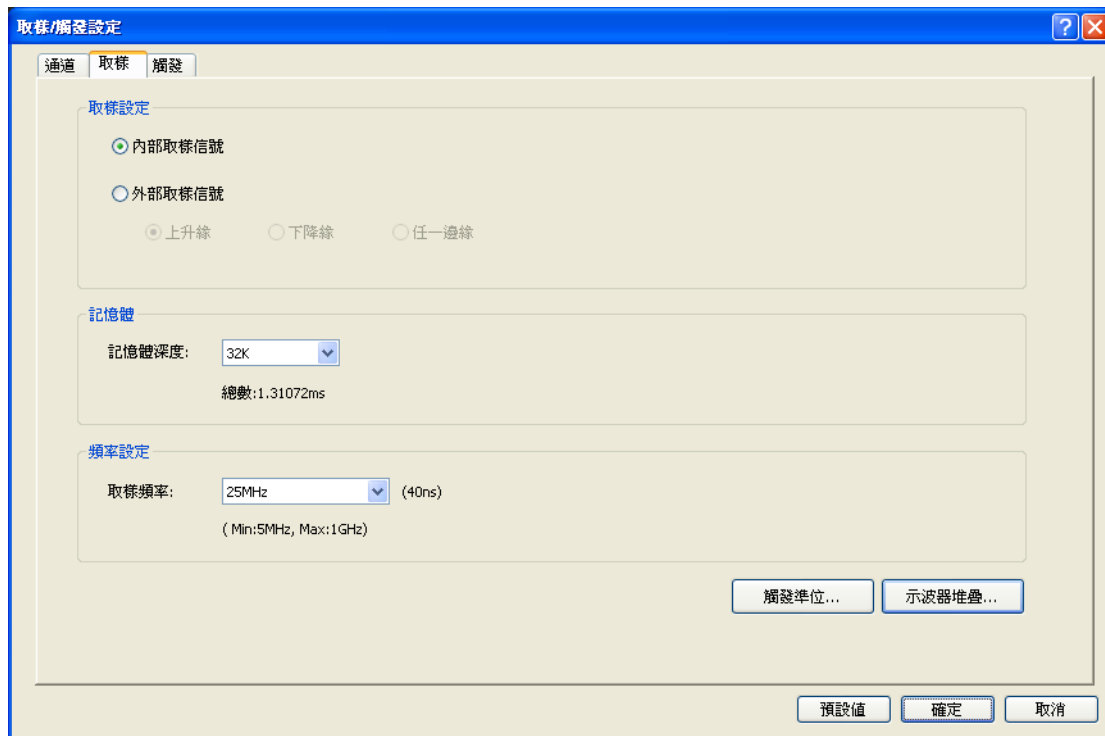 取樣/觸發設定
通道 取樣 觸發
取樣設定
內部取樣信號
外部取樣信號
上升緣 下降緣 任一邊緣
記憶體
記憶體深度: 32K
總數:1.31072ms
頻率設定
取樣頻率: 25MHz (40ns)
( Min:5MHz, Max:1GHz)
觸發準位... 示波器堆疊...
預設值 確定 取消